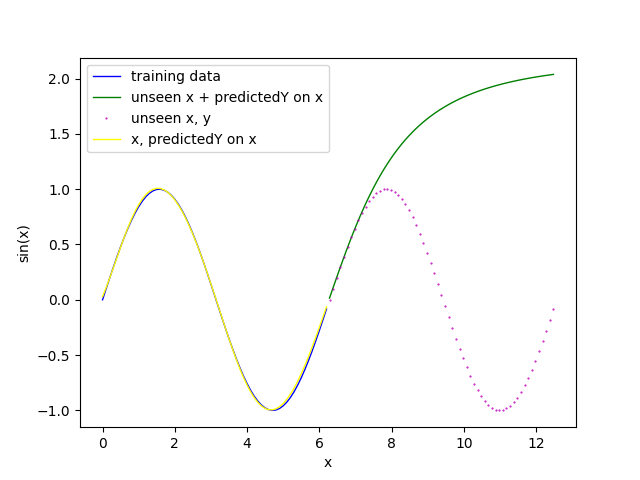 training data
unseen x + predictedY on x
unseen x, y
x, predictedY on x
2.0
1.5
1.0
0.5
0.0
−0.5
−1.0
sin(x)
0 2 4 6 8 10 12
x